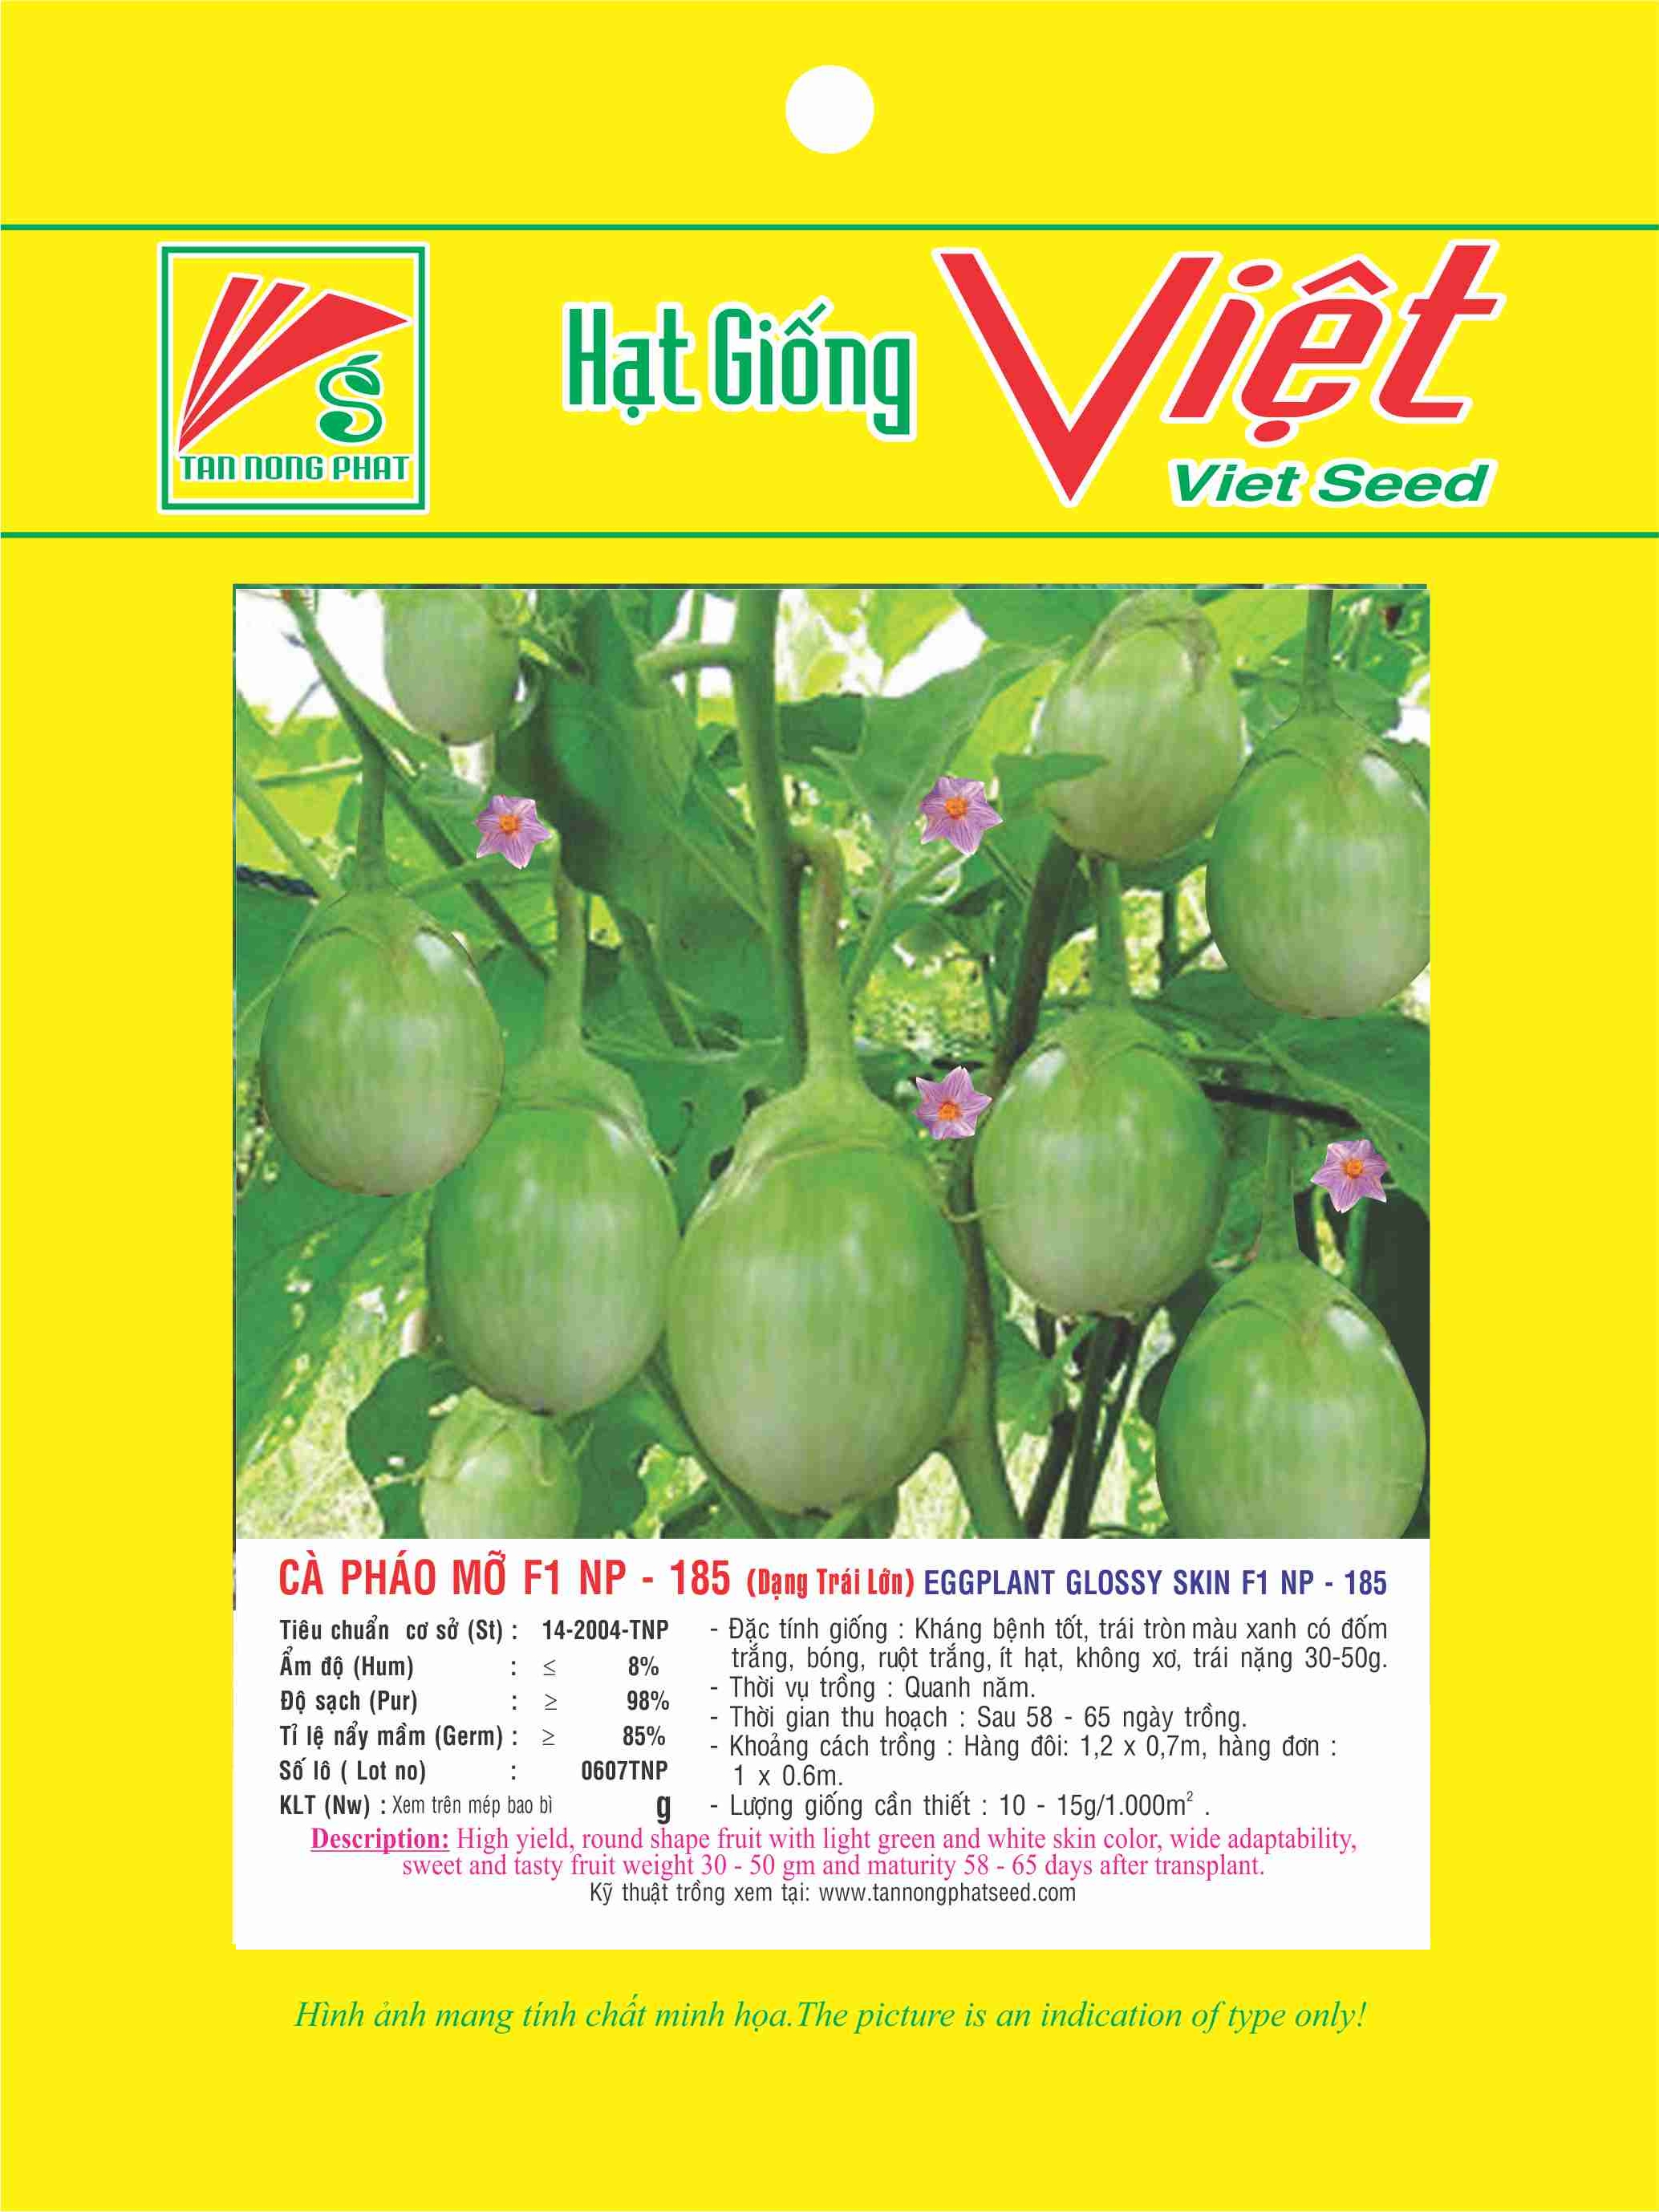 TAN NONG PHAT
Hạt Giống Việt
Viet Seed
CÀ PHÁO MỠ F1 NP - 185 (Dạng Trái Lớn) EGGPLANT GLOSSY SKIN F1 NP - 185
Tiêu chuẩn cơ sở (St) : 14-2004-TNP
Ẩm độ (Hum) : ≤ 8%
Độ sạch (Pur) : ≥ 98%
Tỉ lệ nẩy mầm (Germ) : ≥ 85%
Số lô ( Lot no) : 0607TNP
KLT (Nw) : Xem trên mép bao bì g
- Đặc tính giống : Kháng bệnh tốt, trái tròn màu xanh có đốm
trắng, bóng, ruột trắng, ít hạt, không xơ, trái nặng 30-50g.
- Thời vụ trồng : Quanh năm.
- Thời gian thu hoạch : Sau 58 - 65 ngày trồng.
- Khoảng cách trồng : Hàng đôi: 1,2 x 0,7m, hàng đơn :
1 x 0.6m.
- Lượng giống cần thiết : 10 - 15g/1.000m² .
Description: High yield, round shape fruit with light green and white skin color, wide adaptability,
sweet and tasty fruit weight 30 - 50 gm and maturity 58 - 65 days after transplant.
Kỹ thuật trồng xem tại: www.tannongphatseed.com
Hình ảnh mang tính chất minh họa.The picture is an indication of type only!